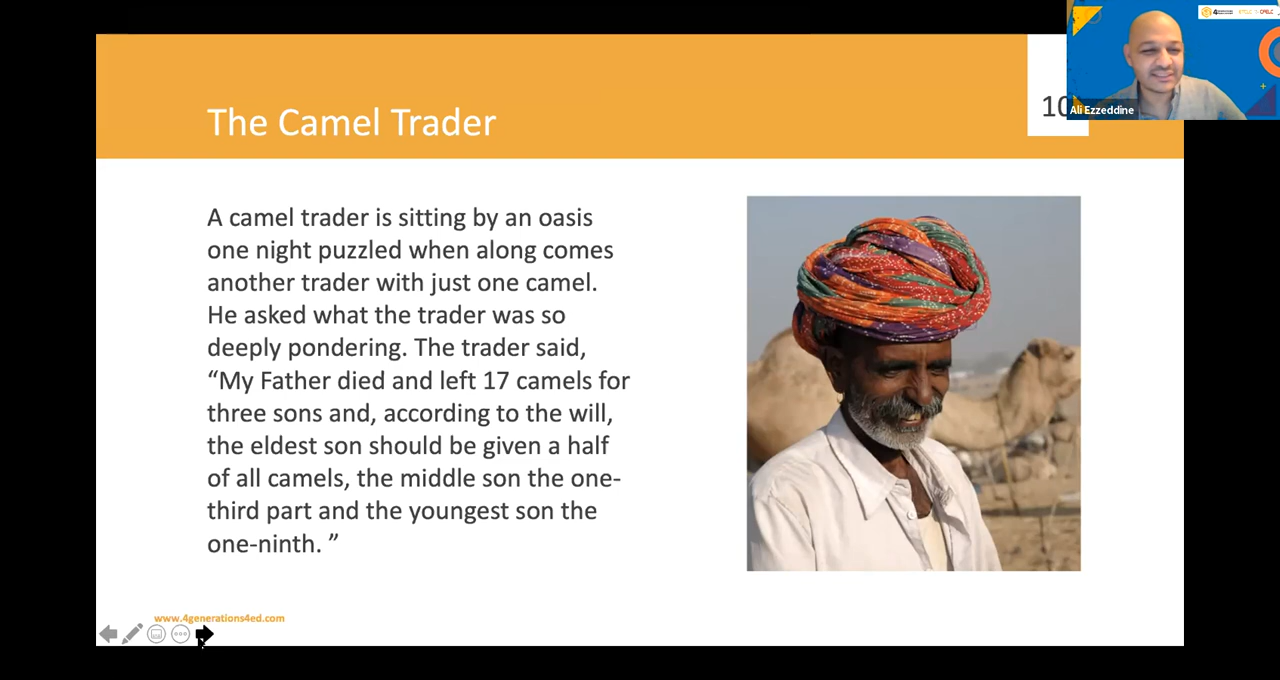 The Camel Trader
10
Ali Ezzeddine
A camel trader is sitting by an oasis
one night puzzled when along comes
another trader with just one camel.
He asked what the trader was so
deeply pondering. The trader said,
“My Father died and left 17 camels for
three sons and, according to the will,
the eldest son should be given a half
of all camels, the middle son the one-
third part and the youngest son the
one-ninth. ”
www.4generations4ed.com